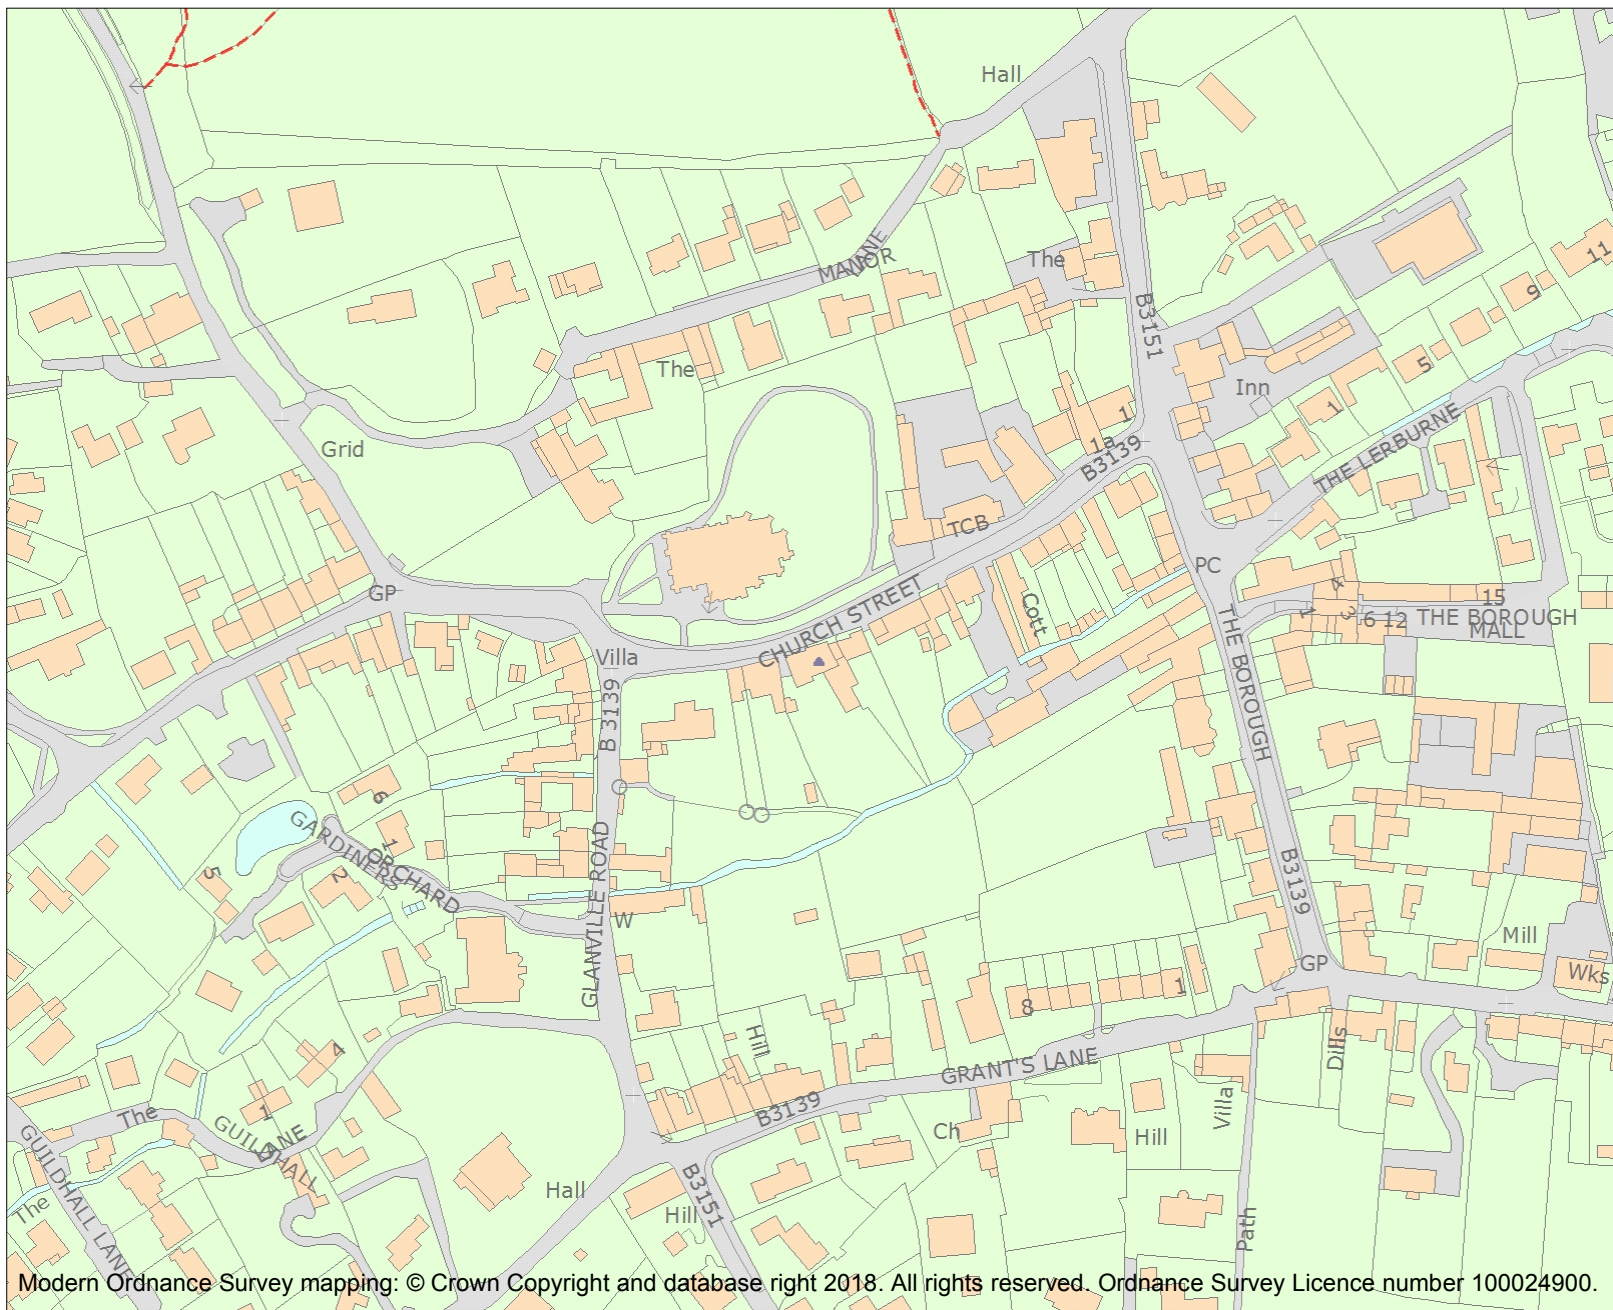 Hall
The
MANOR
LANE
B3151
11
9
The
Inn
5
1
1
1a
B3139
THE LERBURNE
Grid
TCB
PC
GP
CHURCH STREET
Cott
4
15
1
3
6 12
THE BOROUGH
MALL
Villa
B 3139
THE BOROUGH
6
GARDINERS
ORCHARD
1
2
5
GLANVILLE ROAD
W
B3139
Mill
GP
Wks
8
1
Hill
GRANT'S LANE
Dills
4
1
The
GUILDHALL
LANE
B3139
Villa
Ch
Hill
GUILDHALL LANE
5
The
Hall
Hill
B3151
Path
Modern Ordnance Survey mapping: © Crown Copyright and database right 2018. All rights reserved. Ordnance Survey Licence number 100024900.